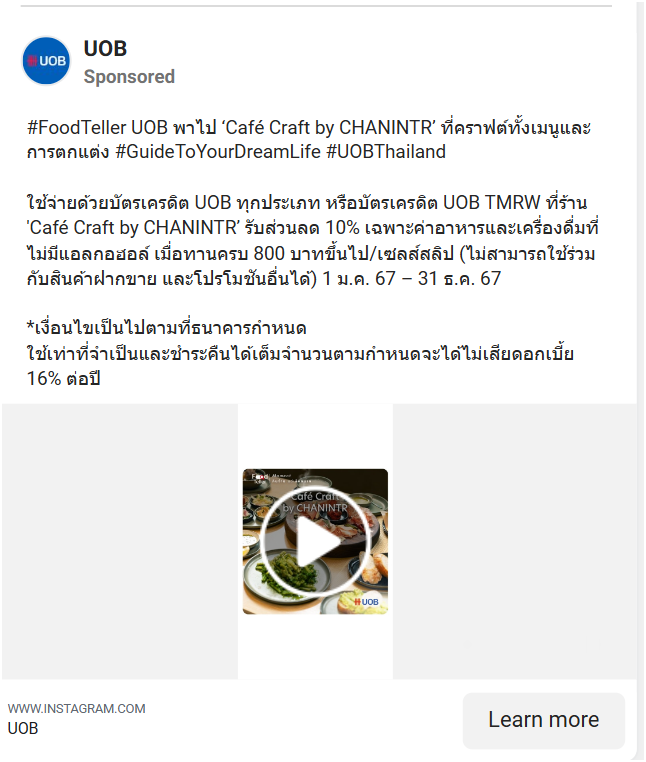 UOB
UOB
Sponsored
#FoodTeller UOB พาไป ‘Café Craft by CHANINTR’ ที่คราฟต์ทั้งเมนูและ
การตกแต่ง #GuideToYourDreamLife #UOBThailand
ใช้จ่ายด้วยบัตรเครดิต UOB ทุกประเภท หรือบัตรเครดิต UOB TMRW ที่ร้าน
'Café Craft by CHANINTR’ รับส่วนลด 10% เฉพาะค่าอาหารและเครื่องดื่มที่
ไม่มีแอลกอฮอล์ เมื่อทานครบ 800 บาทขึ้นไป/เซลส์สลิป (ไม่สามารถใช้ร่วม
กับสินค้าฝากขาย และโปรโมชันอื่นได้) 1 ม.ค. 67 – 31 ธ.ค. 67
*เงื่อนไขเป็นไปตามที่ธนาคารกำหนด
ใช้เท่าที่จำเป็นและชำระคืนได้เต็มจำนวนตามกำหนดจะได้ไม่เสียดอกเบี้ย
16% ต่อปี
Café Craft
by CHANINTR
UOB
WWW.INSTAGRAM.COM
UOB
Learn more